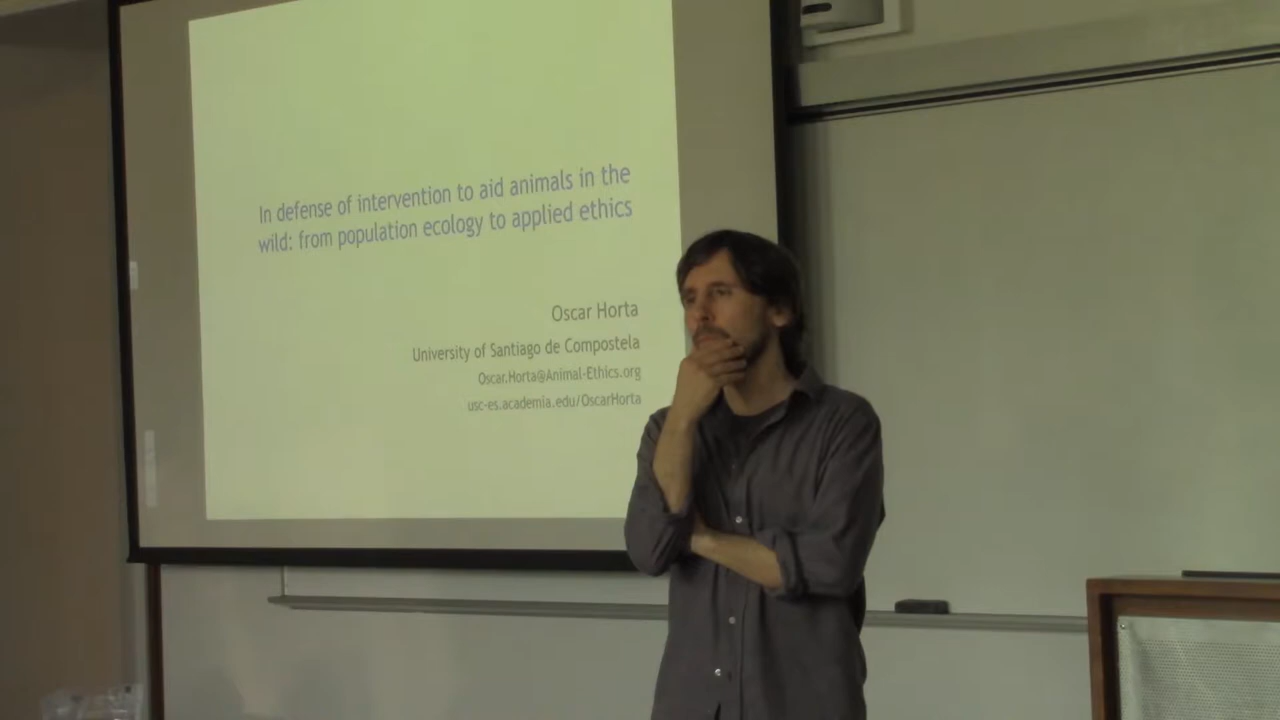 In defense of intervention to aid animals in the
wild: from population ecology to applied ethics
Oscar Horta
University of Santiago de Compostela
Oscar.Horta@Animal-Ethics.org
usc-es.academia.edu/OscarHorta